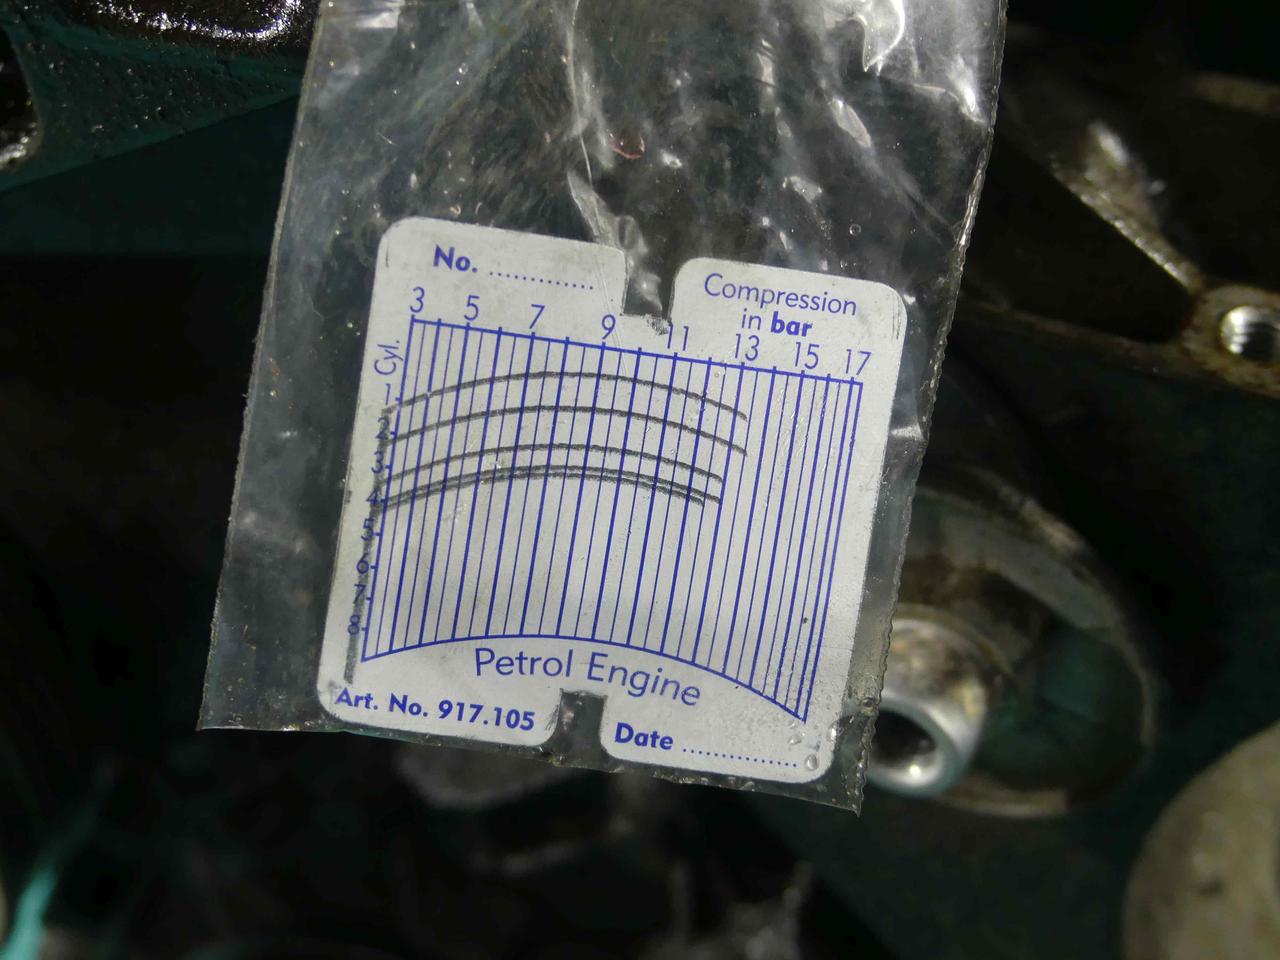 No. ..............
Compression
in bar
3 5 7 9 11 13 15 17
Cyl.
1
2
3
4
5
6
7
8
Petrol Engine
Art. No. 917.105
Date ..............